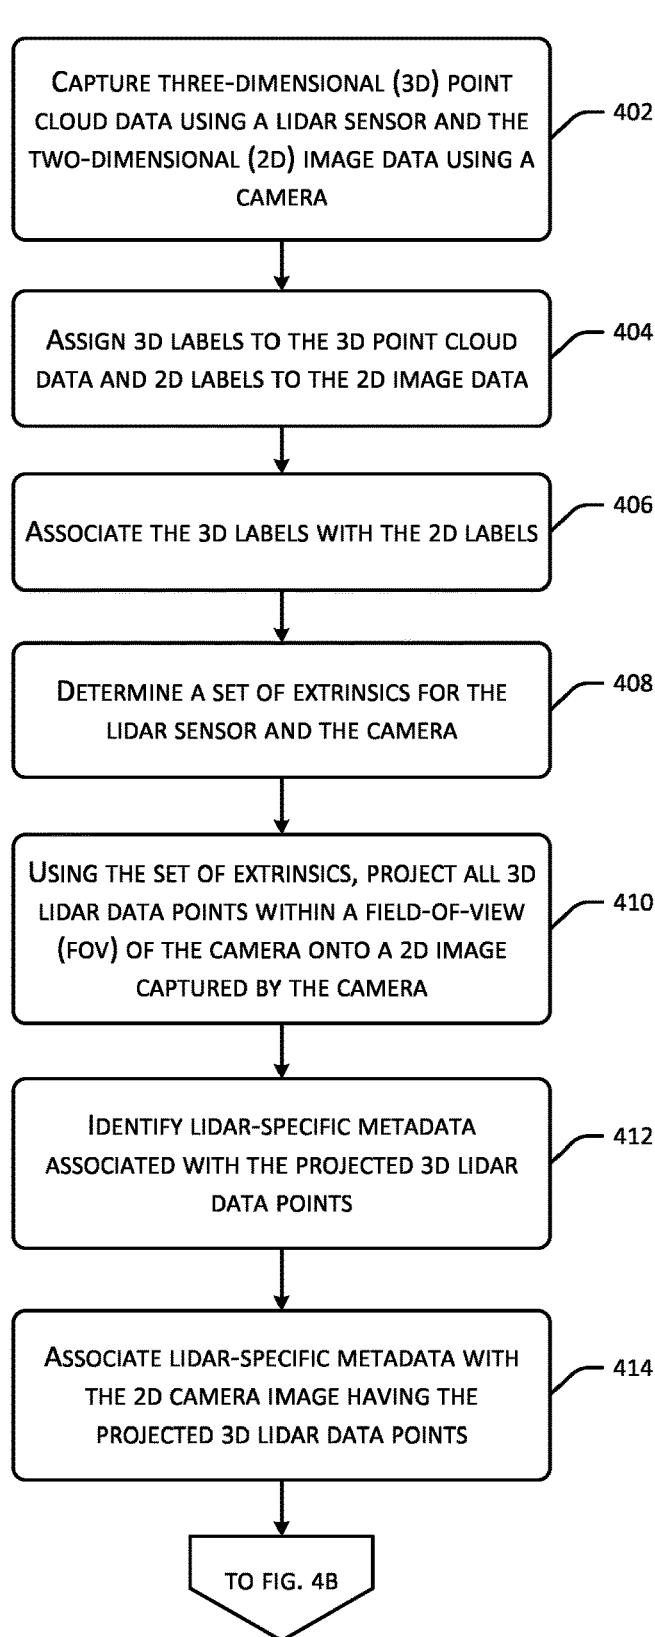 CAPTURE THREE-DIMENSIONAL (3D) POINT
CLOUD DATA USING A LIDAR SENSOR AND THE
TWO-DIMENSIONAL (2D) IMAGE DATA USING A
CAMERA
402
ASSIGN 3D LABELS TO THE 3D POINT CLOUD
DATA AND 2D LABELS TO THE 2D IMAGE DATA
404
ASSOCIATE THE 3D LABELS WITH THE 2D LABELS
406
DETERMINE A SET OF EXTRINSICS FOR THE
LIDAR SENSOR AND THE CAMERA
408
USING THE SET OF EXTRINSICS, PROJECT ALL 3D
LIDAR DATA POINTS WITHIN A FIELD-OF-VIEW
(FOV) OF THE CAMERA ONTO A 2D IMAGE
CAPTURED BY THE CAMERA
410
IDENTIFY LIDAR-SPECIFIC METADATA
ASSOCIATED WITH THE PROJECTED 3D LIDAR
DATA POINTS
412
ASSOCIATE LIDAR-SPECIFIC METADATA WITH
THE 2D CAMERA IMAGE HAVING THE
PROJECTED 3D LIDAR DATA POINTS
414
TO FIG. 4B